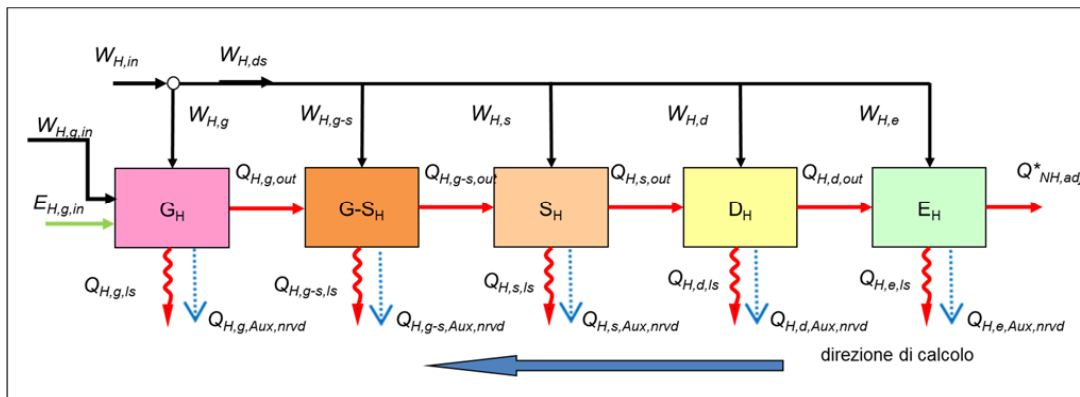 W_H,in
W_H,ds
W_H,g
W_H,g-s
W_H,s
W_H,d
W_H,e
W_H,g,in
E_H,g,in
Q_H,g,out
Q_H,g-s,out
Q_H,s,out
Q_H,d,out
Q*_NH,adj
G_H
G-S_H
S_H
D_H
E_H
Q_H,g,ls
Q_H,g-s,ls
Q_H,s,ls
Q_H,d,ls
Q_H,e,ls
Q_H,g,Aux,nrvd
Q_H,g-s,Aux,nrvd
Q_H,s,Aux,nrvd
Q_H,d,Aux,nrvd
Q_H,e,Aux,nrvd
direzione di calcolo